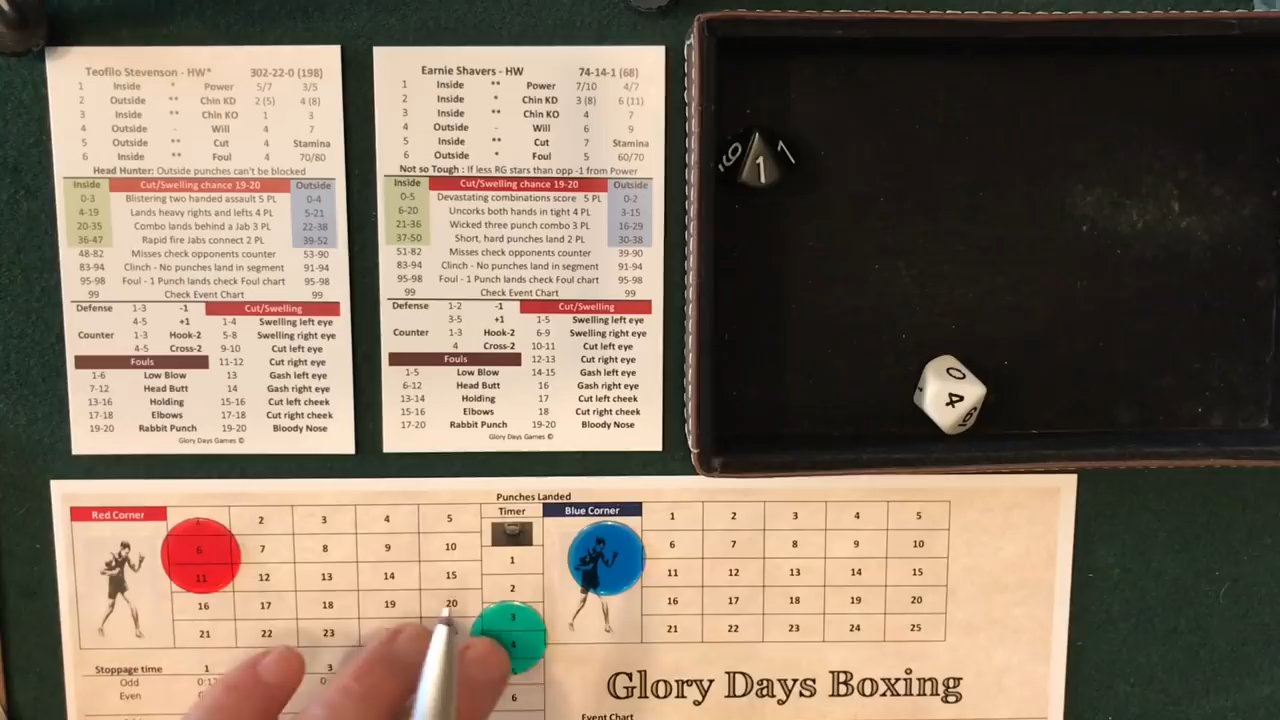 Teofilo Stevenson - HW* 302-22-0 (198)
1 Inside * Power 5/7 3/5
2 Outside ** Chin KD 2 (5) 4 (8)
3 Inside ** Chin KO 1 3
4 Outside - Will 4 7
5 Outside ** Cut 4 Stamina
6 Inside ** Foul 4 70/80
Head Hunter: Outside punches can't be blocked
Inside Cut/Swelling chance 19-20 Outside
0-3 Blistering two handed assault 5 PL 0-4
4-19 Lands heavy rights and lefts 4 PL 5-21
20-35 Combo lands behind a Jab 3 PL 22-38
36-47 Rapid fire Jabs connect 2 PL 39-52
48-82 Misses check opponents counter 53-90
83-94 Clinch - No punches land in segment 91-94
95-98 Foul - 1 Punch lands check Foul chart 95-98
99 Check Event Chart 99
Defense 1-3 -1 Cut/Swelling
4-5 +1 1-4 Swelling left eye
Counter 1-3 Hook-2 5-8 Swelling right eye
4-5 Cross-2 9-10 Cut left eye
Fouls 11-12 Cut right eye
1-6 Low Blow 13 Gash left eye
7-12 Head Butt 14 Gash right eye
13-16 Holding 15-16 Cut left cheek
17-18 Elbows 17-18 Cut right cheek
19-20 Rabbit Punch 19-20 Bloody Nose
Glory Days Games ©
Earnie Shavers - HW 74-14-1 (68)
1 Inside ** Power 7/10 4/7
2 Inside * Chin KD 3 (8) 6 (11)
3 Inside ** Chin KO 4 7
4 Outside - Will 6 9
5 Inside ** Cut 7 Stamina
6 Outside * Foul 5 60/70
Not so Tough : If less RG stars than opp -1 from Power
Inside Cut/Swelling chance 19-20 Outside
0-5 Devastating combinations score 5 PL 0-2
6-20 Uncorks both hands in tight 4 PL 3-15
21-36 Wicked three punch combo 3 PL 16-29
37-50 Short, hard punches land 2 PL 30-38
51-82 Misses check opponents counter 39-90
83-94 Clinch - No punches land in segment 91-94
95-98 Foul - 1 Punch lands check Foul chart 95-98
99 Check Event Chart 99
Defense 1-2 -1 Cut/Swelling
3-5 +1 1-5 Swelling left eye
Counter 1-3 Hook-2 6-9 Swelling right eye
4 Cross-2 10-11 Cut left eye
Fouls 12-13 Cut right eye
1-5 Low Blow 14-15 Gash left eye
6-12 Head Butt 16 Gash right eye
13-14 Holding 17 Cut left cheek
15-16 Elbows 18 Cut right cheek
17-20 Rabbit Punch 19-20 Bloody Nose
Glory Days Games ©
1
0
4
Punches Landed
Red Corner 1 2 3 4 5 Timer Blue Corner 1 2 3 4 5
6 7 8 9 10 6 7 8 9 10
11 12 13 14 15 1 11 12 13 14 15
16 17 18 19 20 2 3 16 17 18 19 20
21 22 23 4 21 22 23 24 25
Stoppage time 1 3
Odd
Even
6
Glory Days Boxing
Event Chart